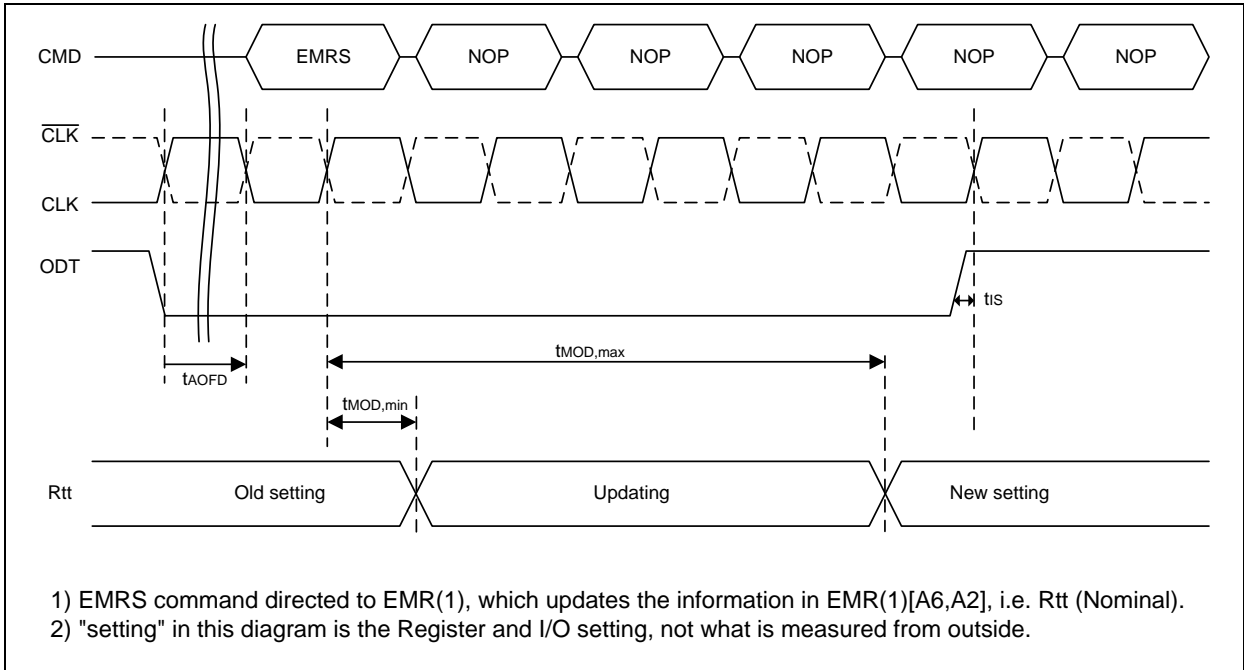 CMD EMRS NOP NOP NOP NOP NOP
CLK
CLK
ODT
tIS
tMOD,max
tAOFD
tMOD,min
Rtt Old setting Updating New setting
1) EMRS command directed to EMR(1), which updates the information in EMR(1)[A6,A2], i.e. Rtt (Nominal).
2) "setting" in this diagram is the Register and I/O setting, not what is measured from outside.